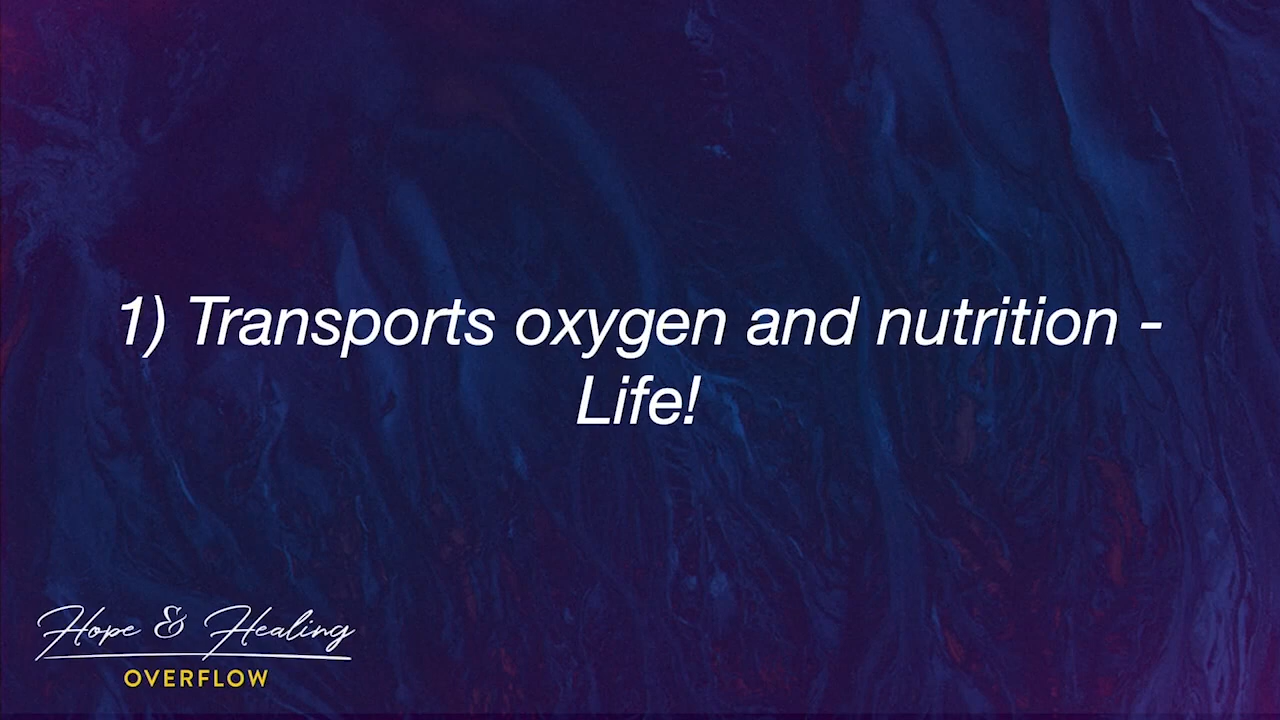 1) Transports oxygen and nutrition -
Life!
Hope & Healing
OVERFLOW